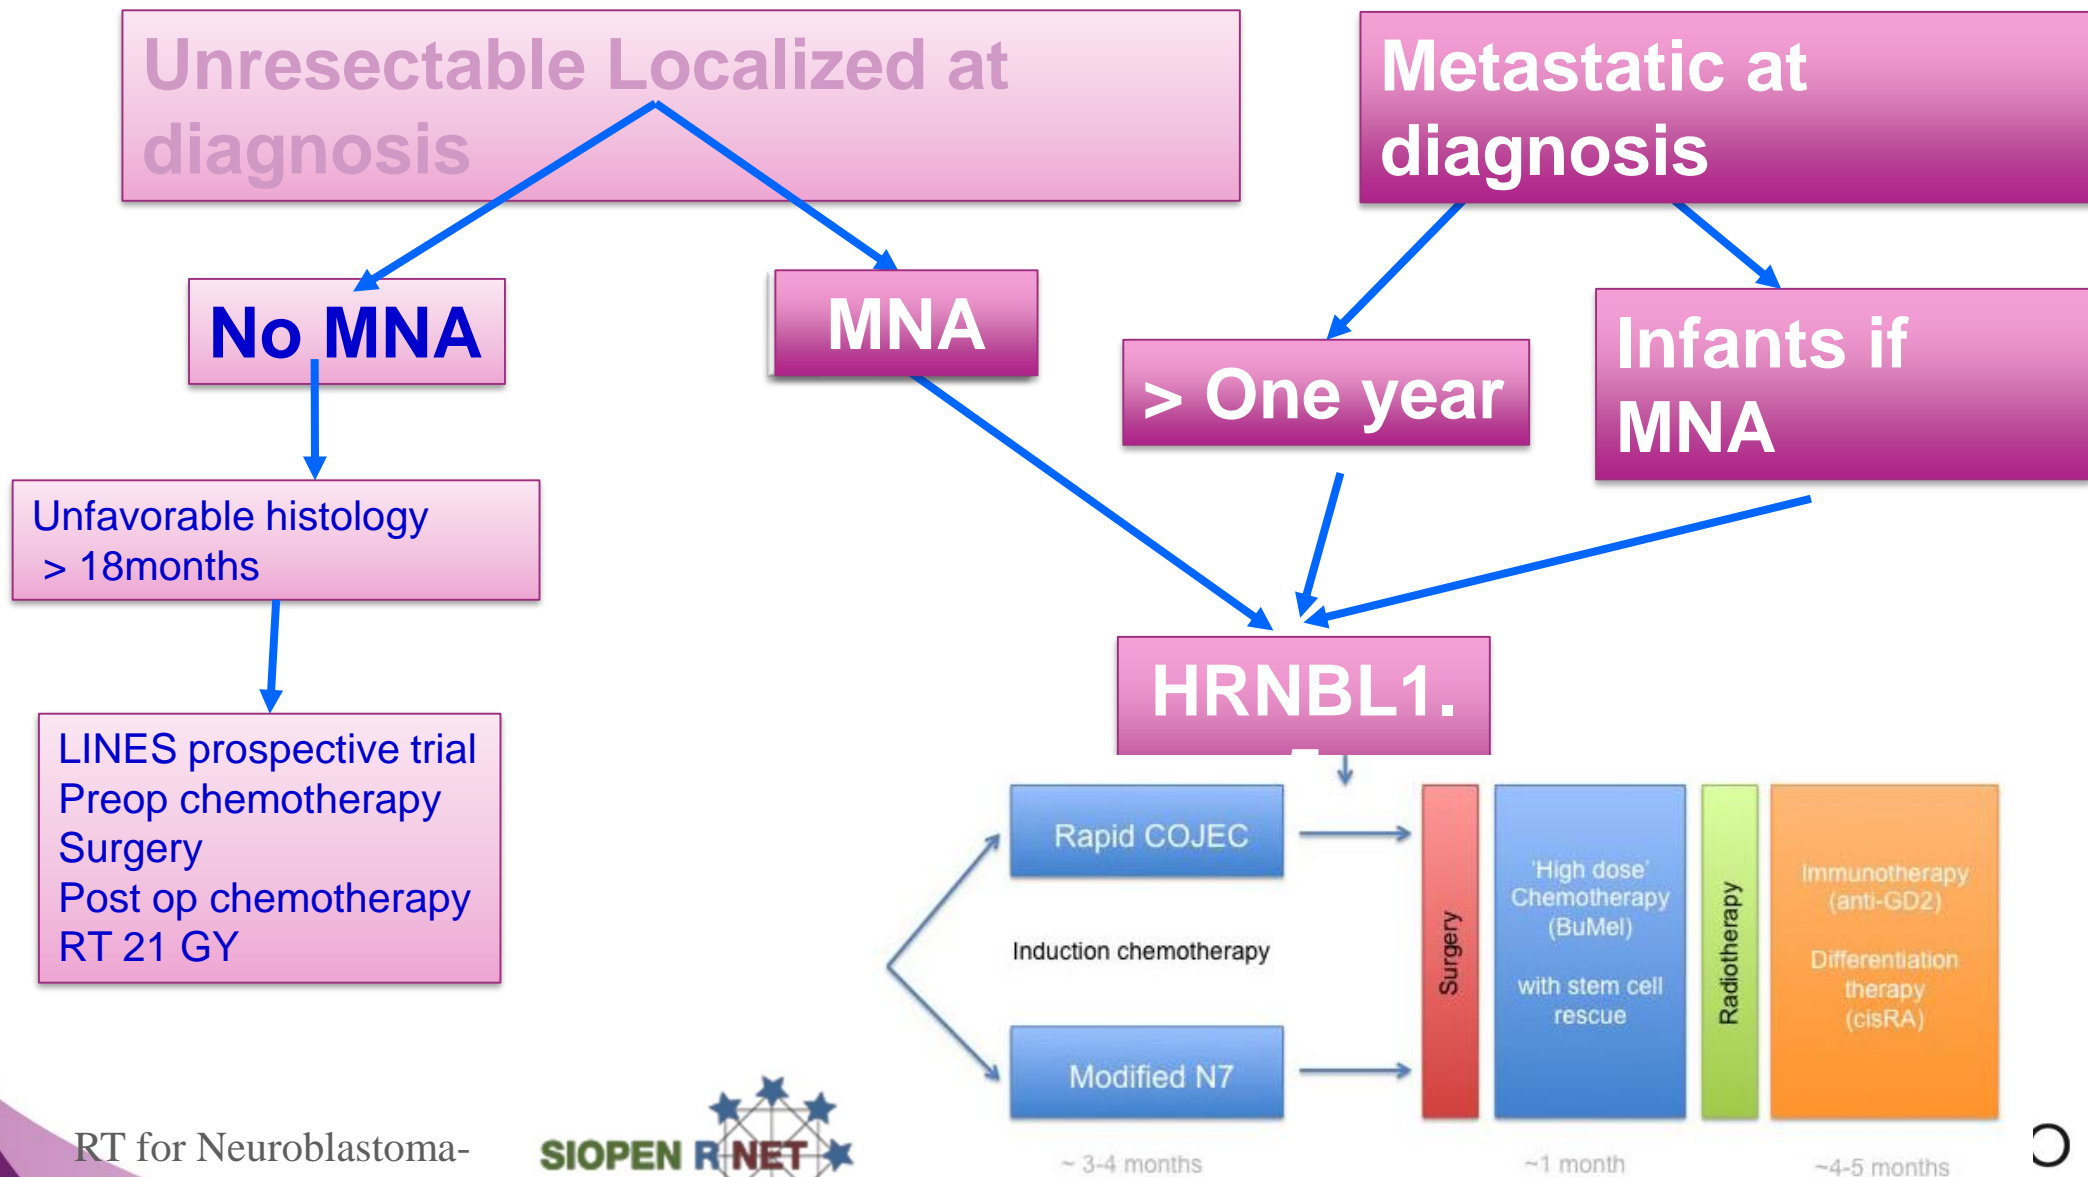 Unresectable Localized at
diagnosis
Metastatic at
diagnosis
No MNA
MNA
> One year
Infants if
MNA
Unfavorable histology
> 18months
HRNBL1.
LINES prospective trial
Preop chemotherapy
Surgery
Post op chemotherapy
RT 21 GY
Rapid COJEC
Induction chemotherapy
Modified N7
Surgery
'High dose'
Chemotherapy
(BuMel)
with stem cell
rescue
Radiotherapy
Immunotherapy
(anti-GD2)
Differentiation
therapy
(cisRA)
~ 3-4 months
~1 month
~4-5 months
RT for Neuroblastoma-
SIOPEN R NET
O